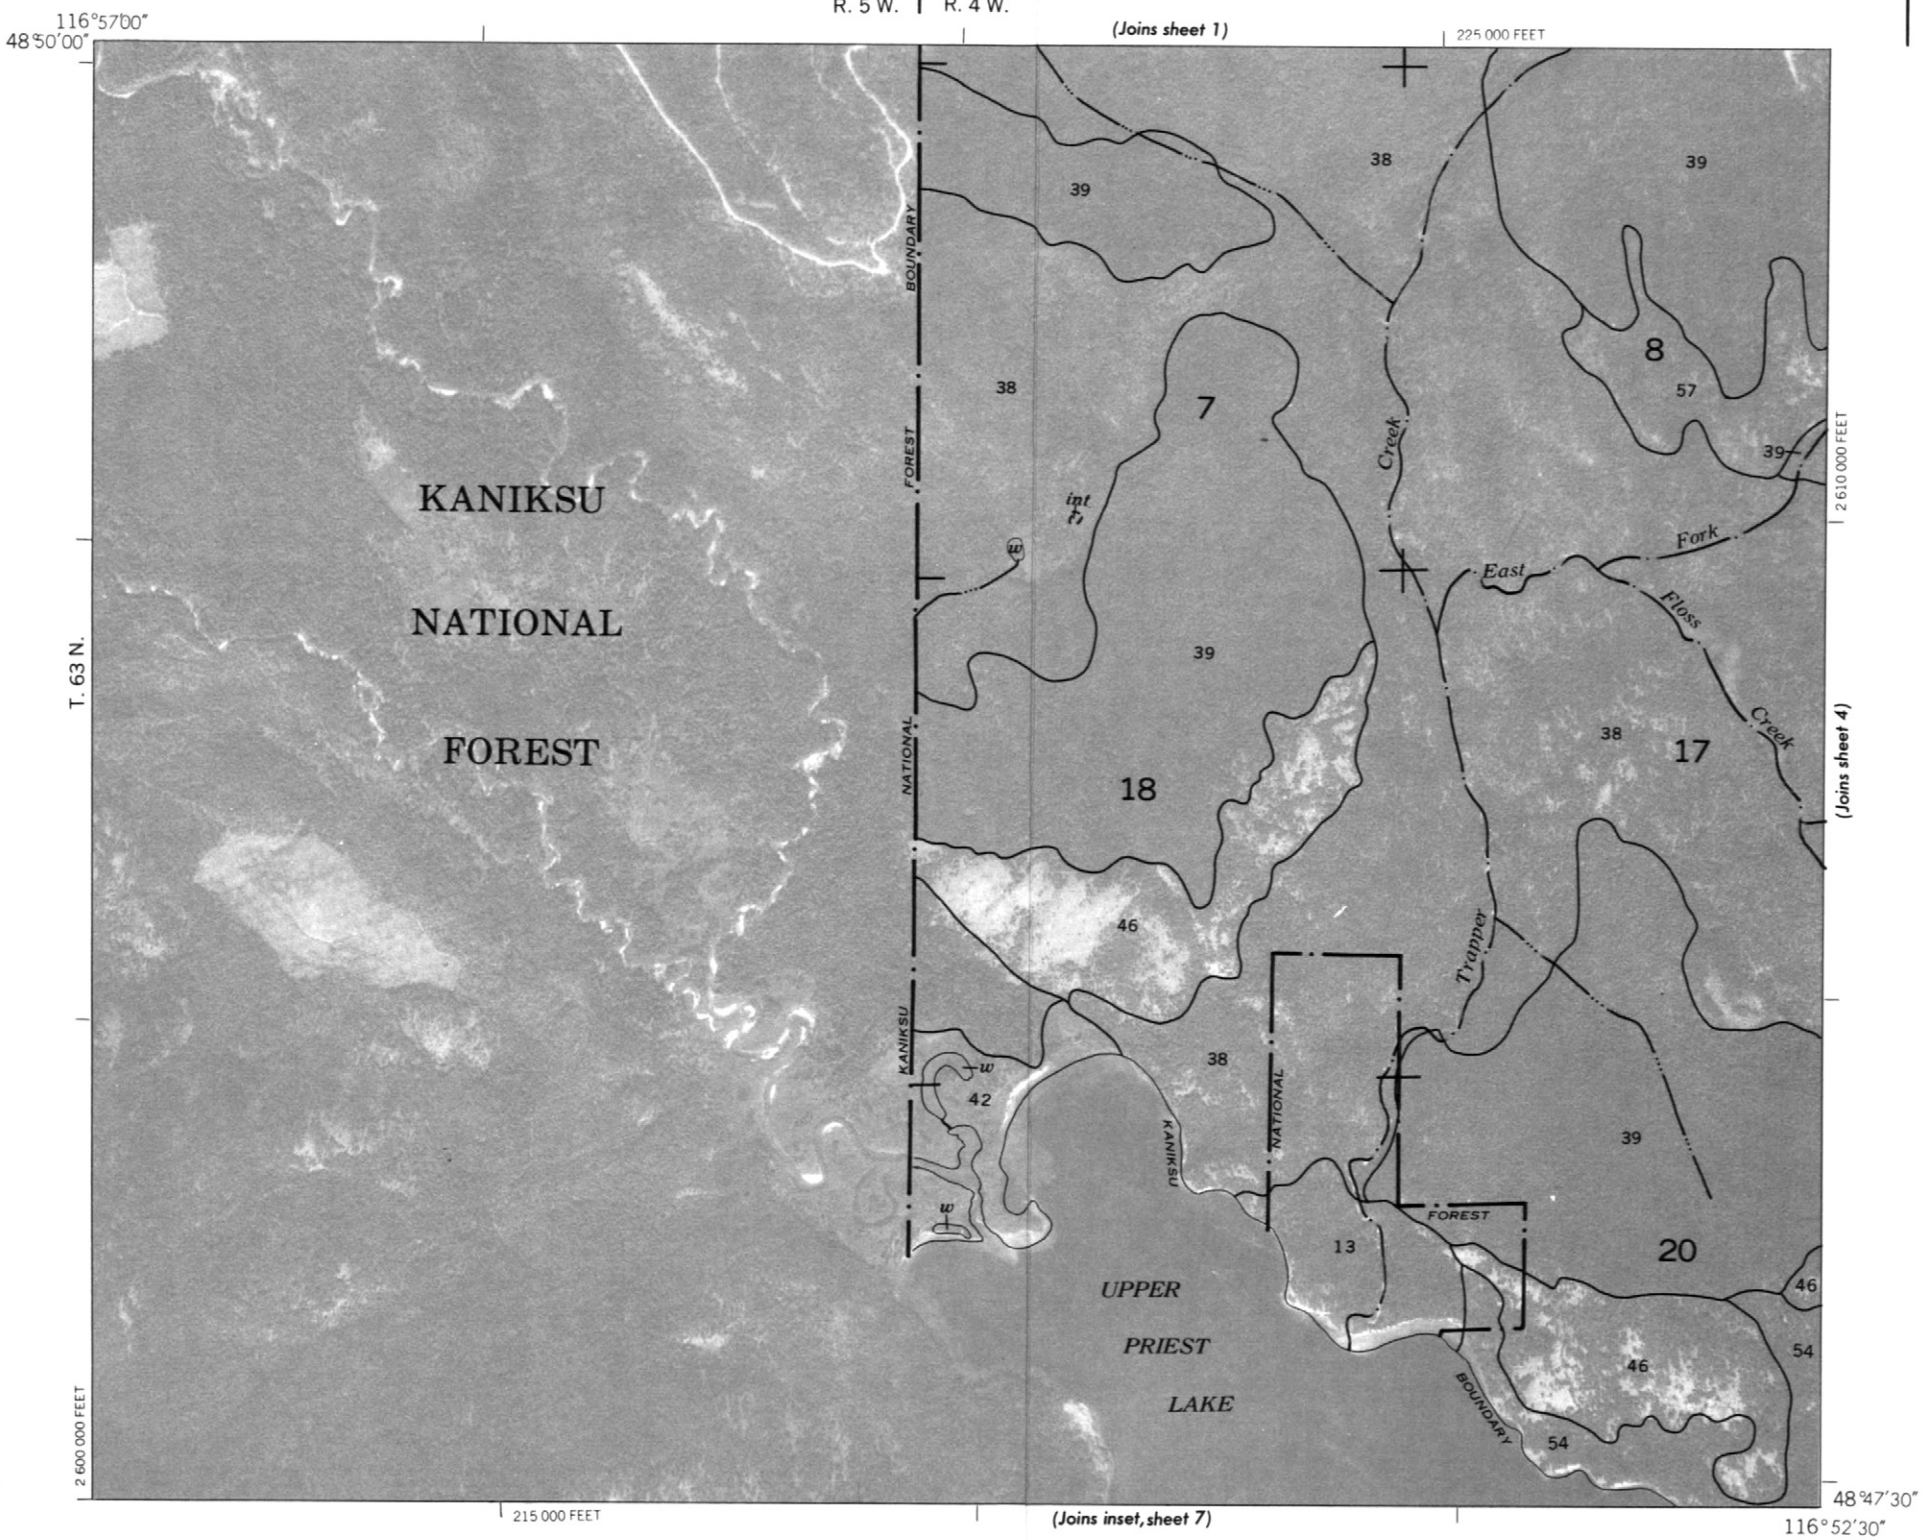 R. 5 W. | R. 4 W.
116°57'00"
48°50'00"
(Joins sheet 1)
225 000 FEET
38
39
39
BOUNDARY
8
57
38
7
39
2 610 000 FEET
Creek
FOREST
KANIKSU
int
w
Fork
East
Floss
NATIONAL
T. 63 N.
39
Creek
38
17
(Joins sheet 4)
FOREST
NATIONAL
18
46
Trapper
KANIKSU
38
w
42
NATIONAL
KANIKSU
39
w
FOREST
13
20
46
UPPER
PRIEST
LAKE
54
46
BOUNDARY
54
2 600 000 FEET
215 000 FEET
(Joins inset, sheet 7)
48°47'30"
116°52'30"